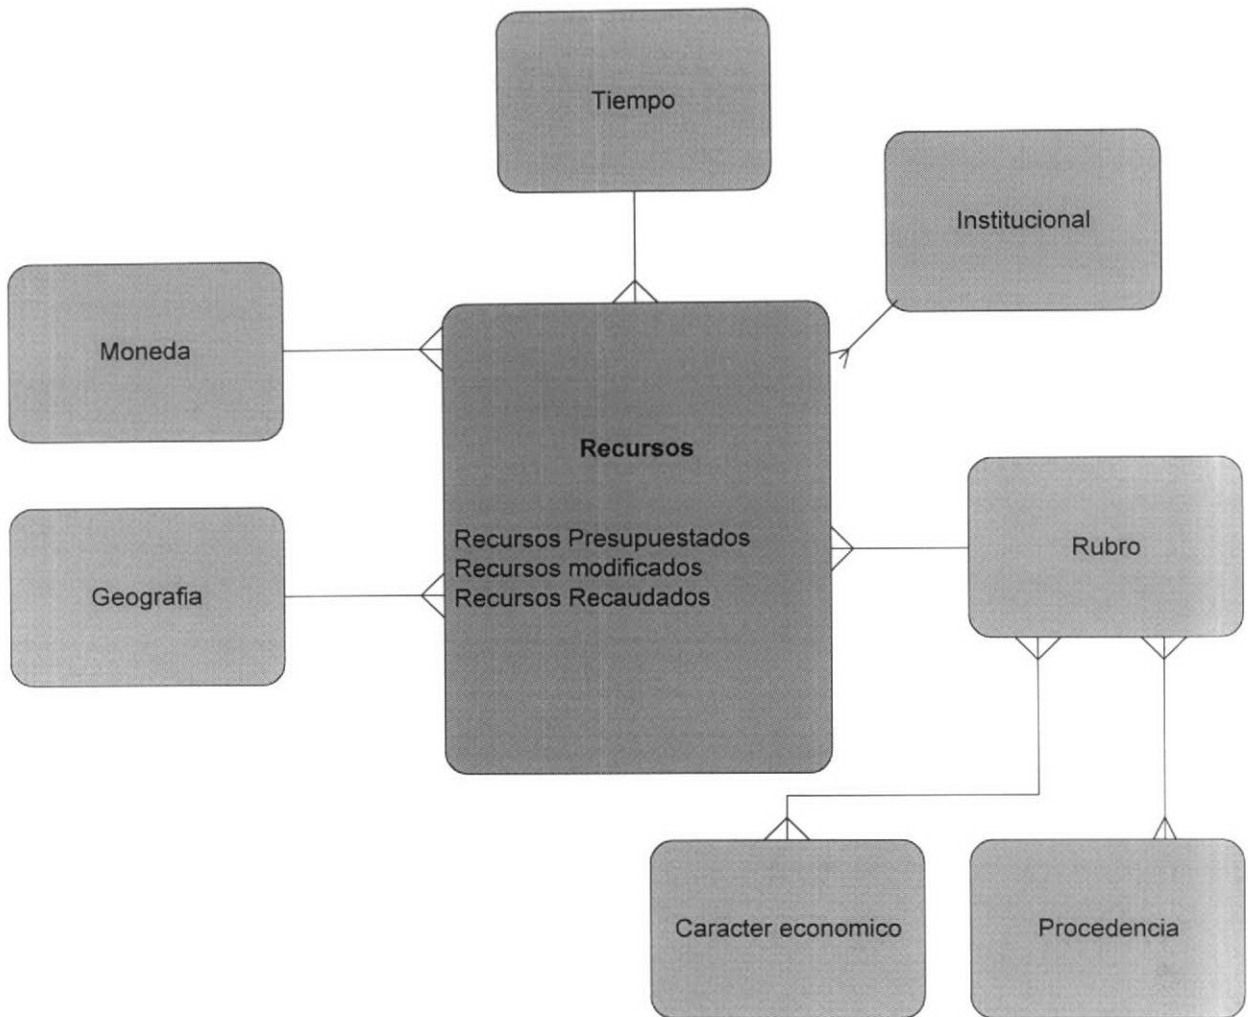 Tiempo
Institucional
Moneda
Recursos
Recursos Presupuestados
Recursos modificados
Recursos Recaudados
Geografia
Rubro
Caracter economico
Procedencia